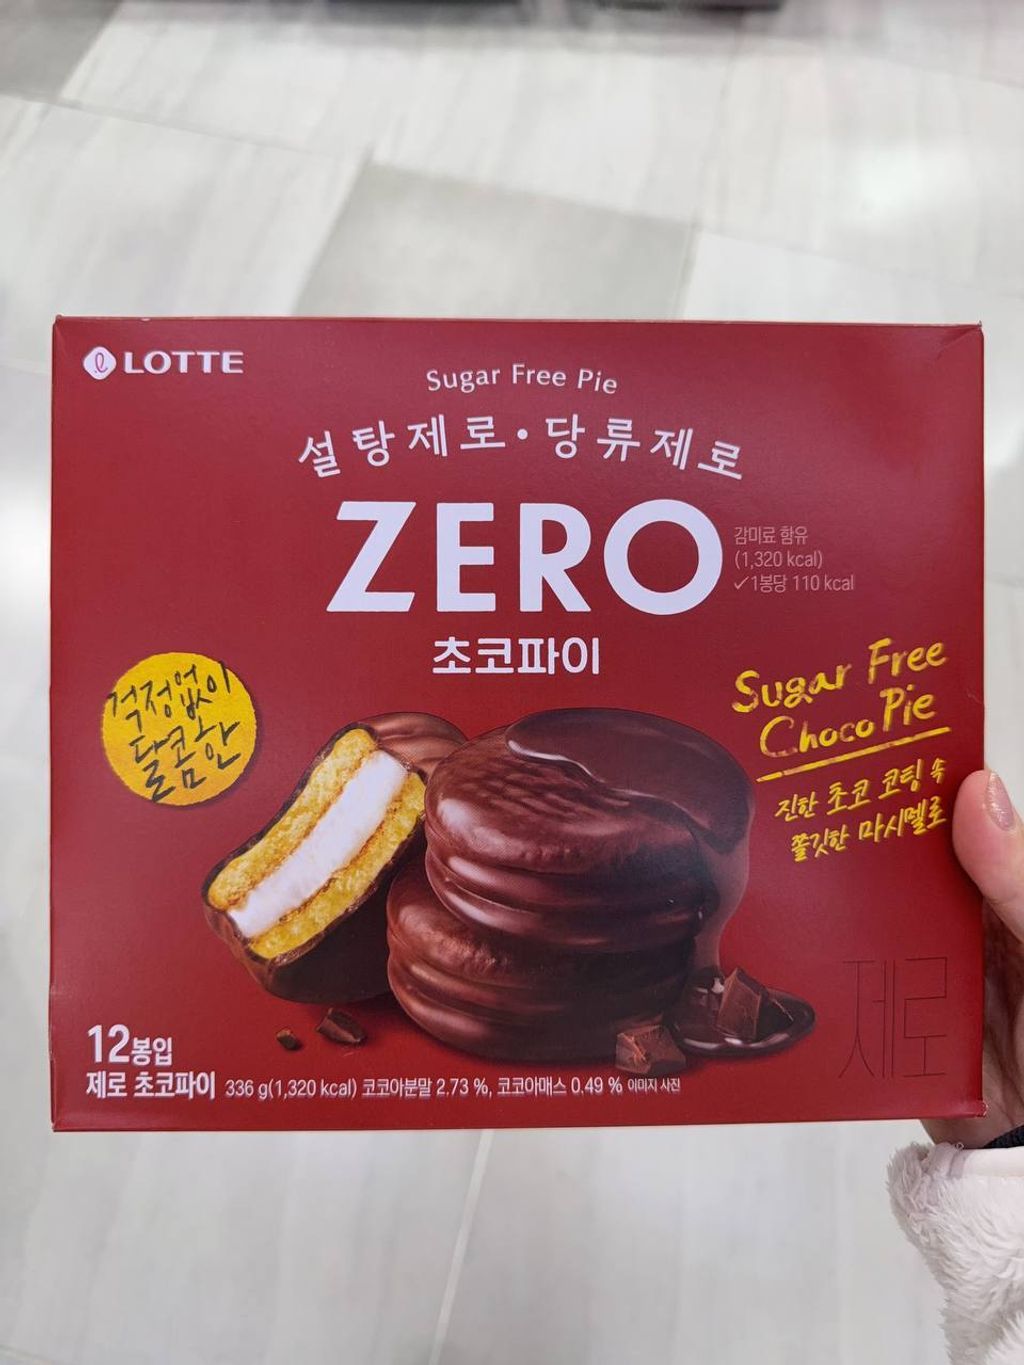 LOTTE
Sugar Free Pie
설탕제로·당류제로
ZERO
감미료 함유
(1,320 kcal)
✓1봉당 110 kcal
초코파이
걱정없이
달콤한
Sugar Free
Choco Pie
진한 초코 코팅 속
쫄깃한 마시멜로
제로
12봉입
제로 초코파이 336 g(1,320 kcal) 코코아분말 2.73 %, 코코아매스 0.49 % 이미지 사진